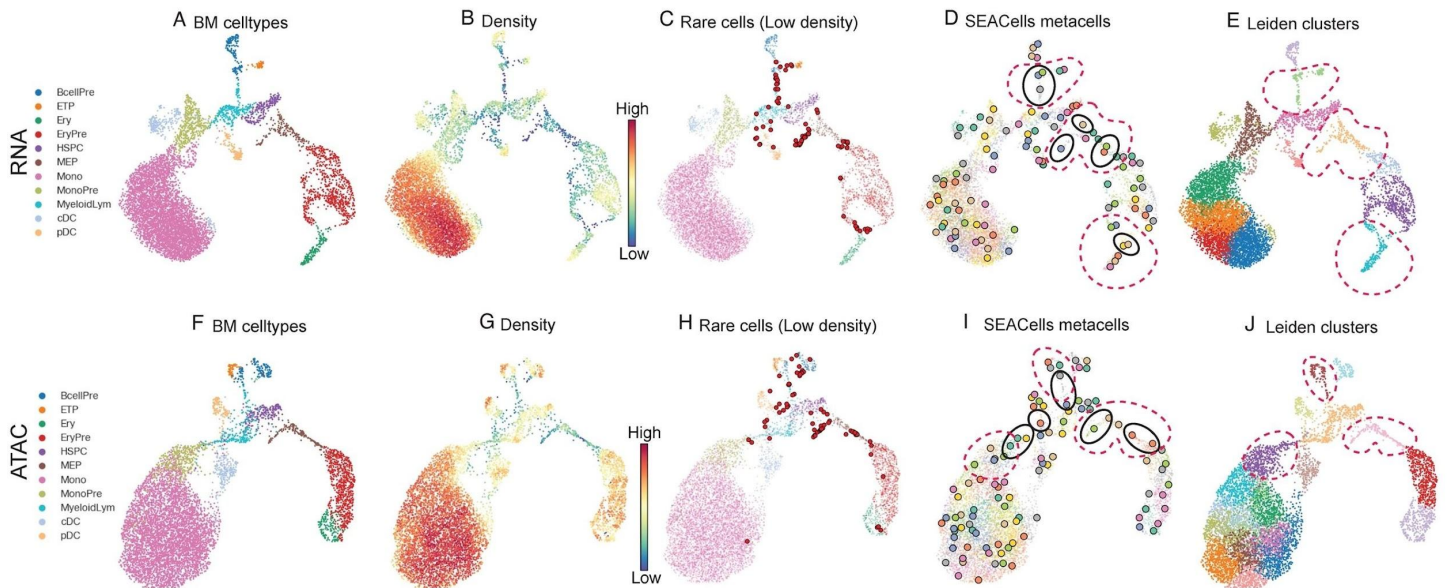 A BM celltypes
B Density
C Rare cells (Low density)
D SEACells metacells
E Leiden clusters
RNA
BcellPre
ETP
Ery
EryPre
HSPC
MEP
Mono
MonoPre
MyeloidLym
cDC
pDC
High
Low
F BM celltypes
G Density
H Rare cells (Low density)
I SEACells metacells
J Leiden clusters
ATAC
BcellPre
ETP
Ery
EryPre
HSPC
MEP
Mono
MonoPre
MyeloidLym
cDC
pDC
High
Low